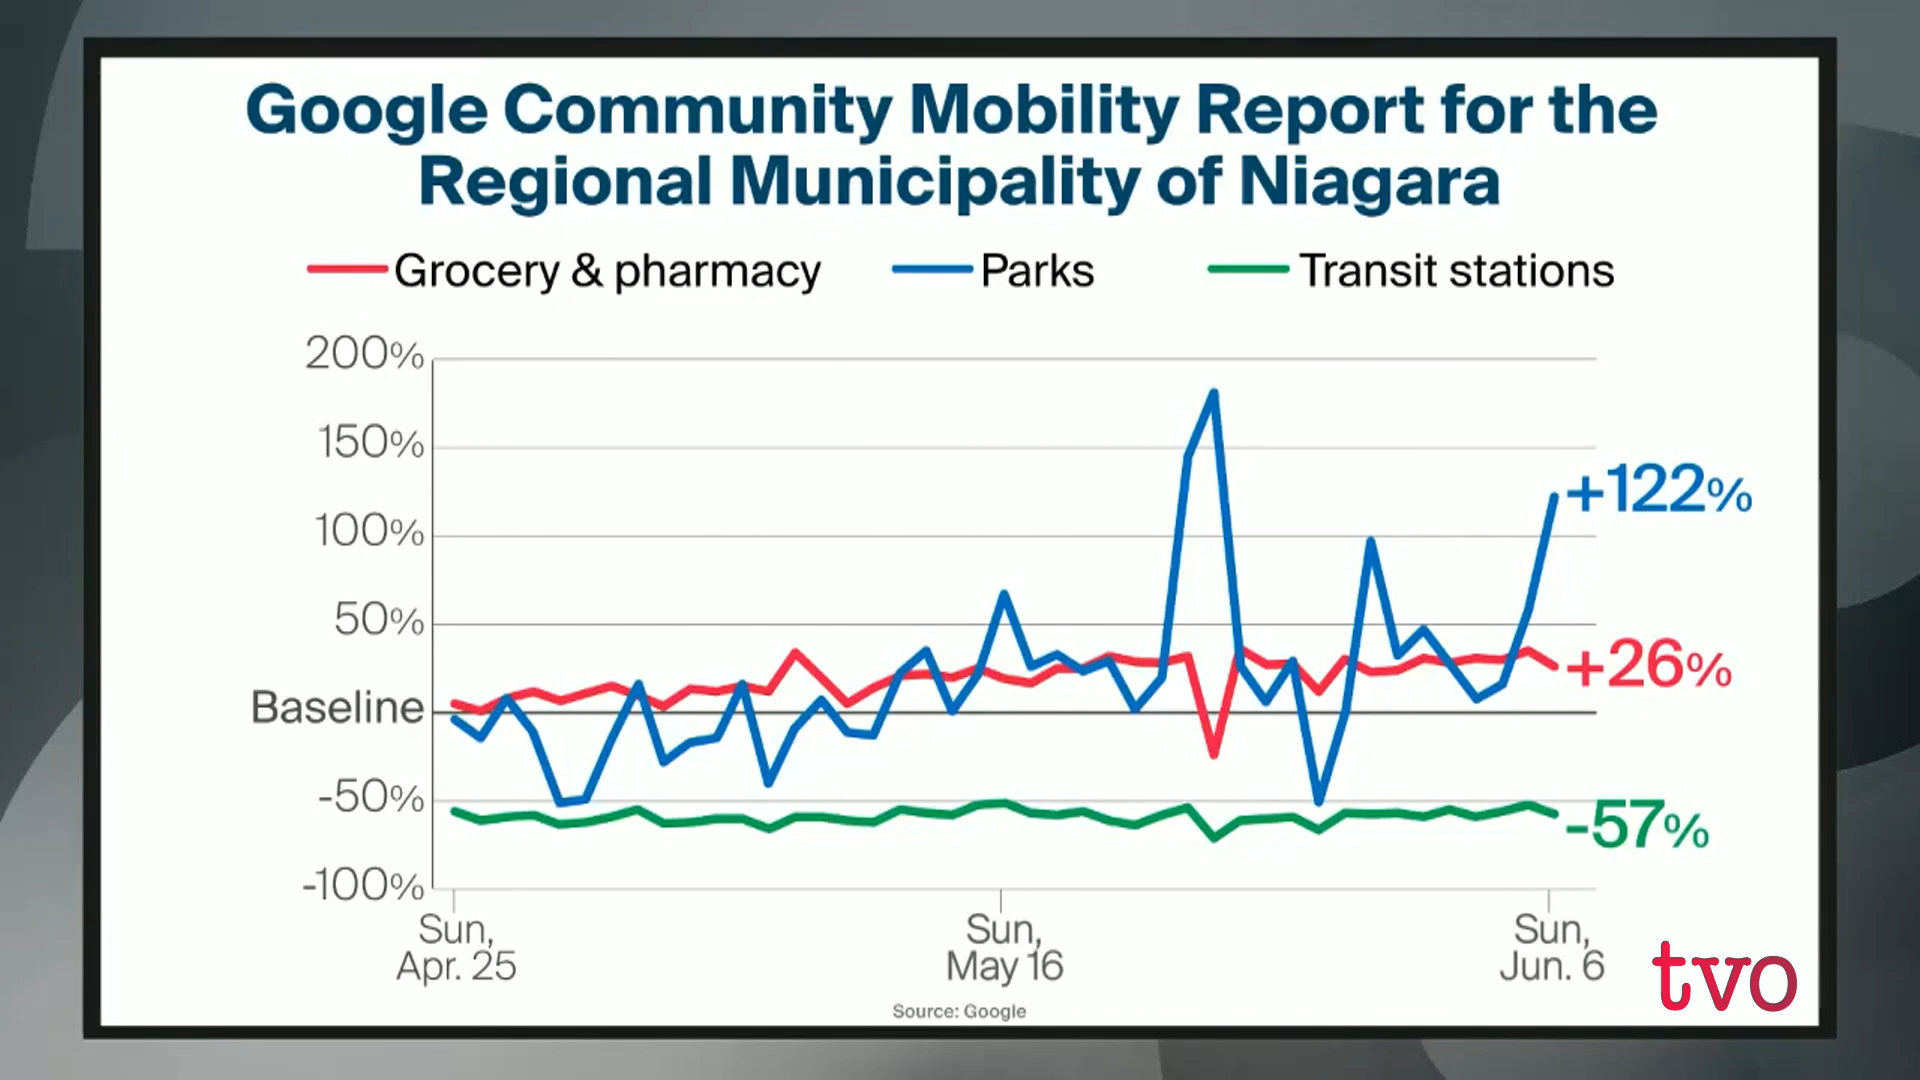 Google Community Mobility Report for the
Regional Municipality of Niagara
Grocery & pharmacy Parks Transit stations
200%
150%
100%
50%
Baseline
-50%
-100%
+122%
+26%
-57%
Sun,
Apr. 25
Sun,
May 16
Sun,
Jun. 6
Source: Google
tvo